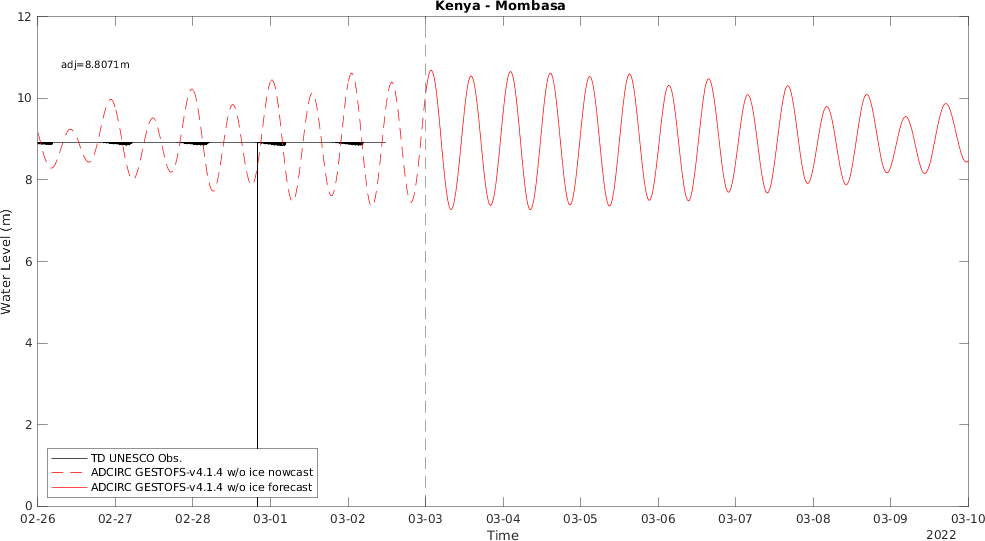 Kenya - Mombasa
12
10
8
6
4
2
0
Water Level (m)
adj=8.8071m
TD UNESCO Obs.
ADCIRC GESTOFS-v4.1.4 w/o ice nowcast
ADCIRC GESTOFS-v4.1.4 w/o ice forecast
02-26 02-27 02-28 03-01 03-02 03-03 03-04 03-05 03-06 03-07 03-08 03-09 03-10
Time
2022